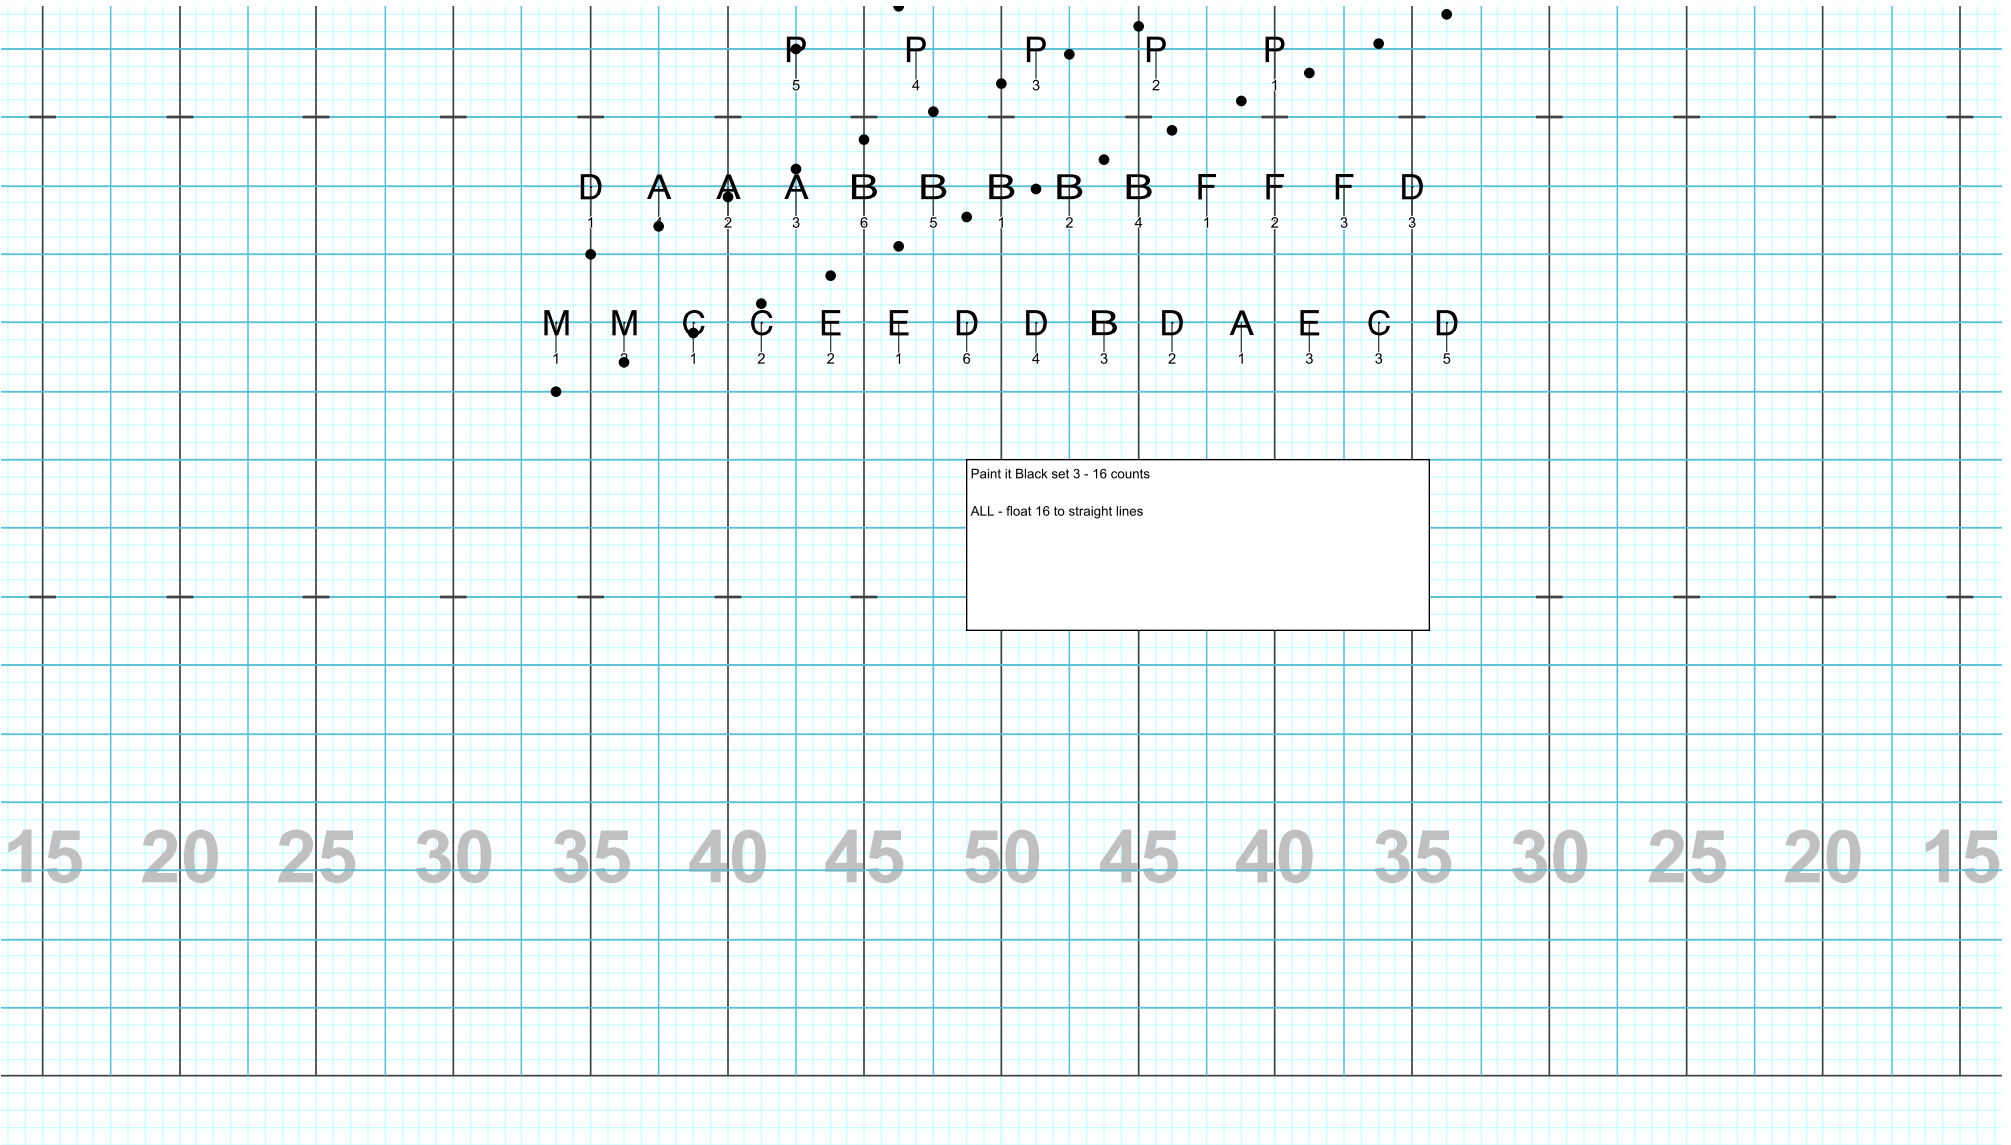 P P P P P
5 4 3 2 1
D A A A B B B B B F F F D
1 4 2 3 6 5 1 2 4 1 2 3 3
M M C C E E D D B D A E C D
1 2 1 2 2 1 6 4 3 2 1 3 3 5
Paint it Black set 3 - 16 counts
ALL - float 16 to straight lines
15 20 25 30 35 40 45 50 45 40 35 30 25 20 15